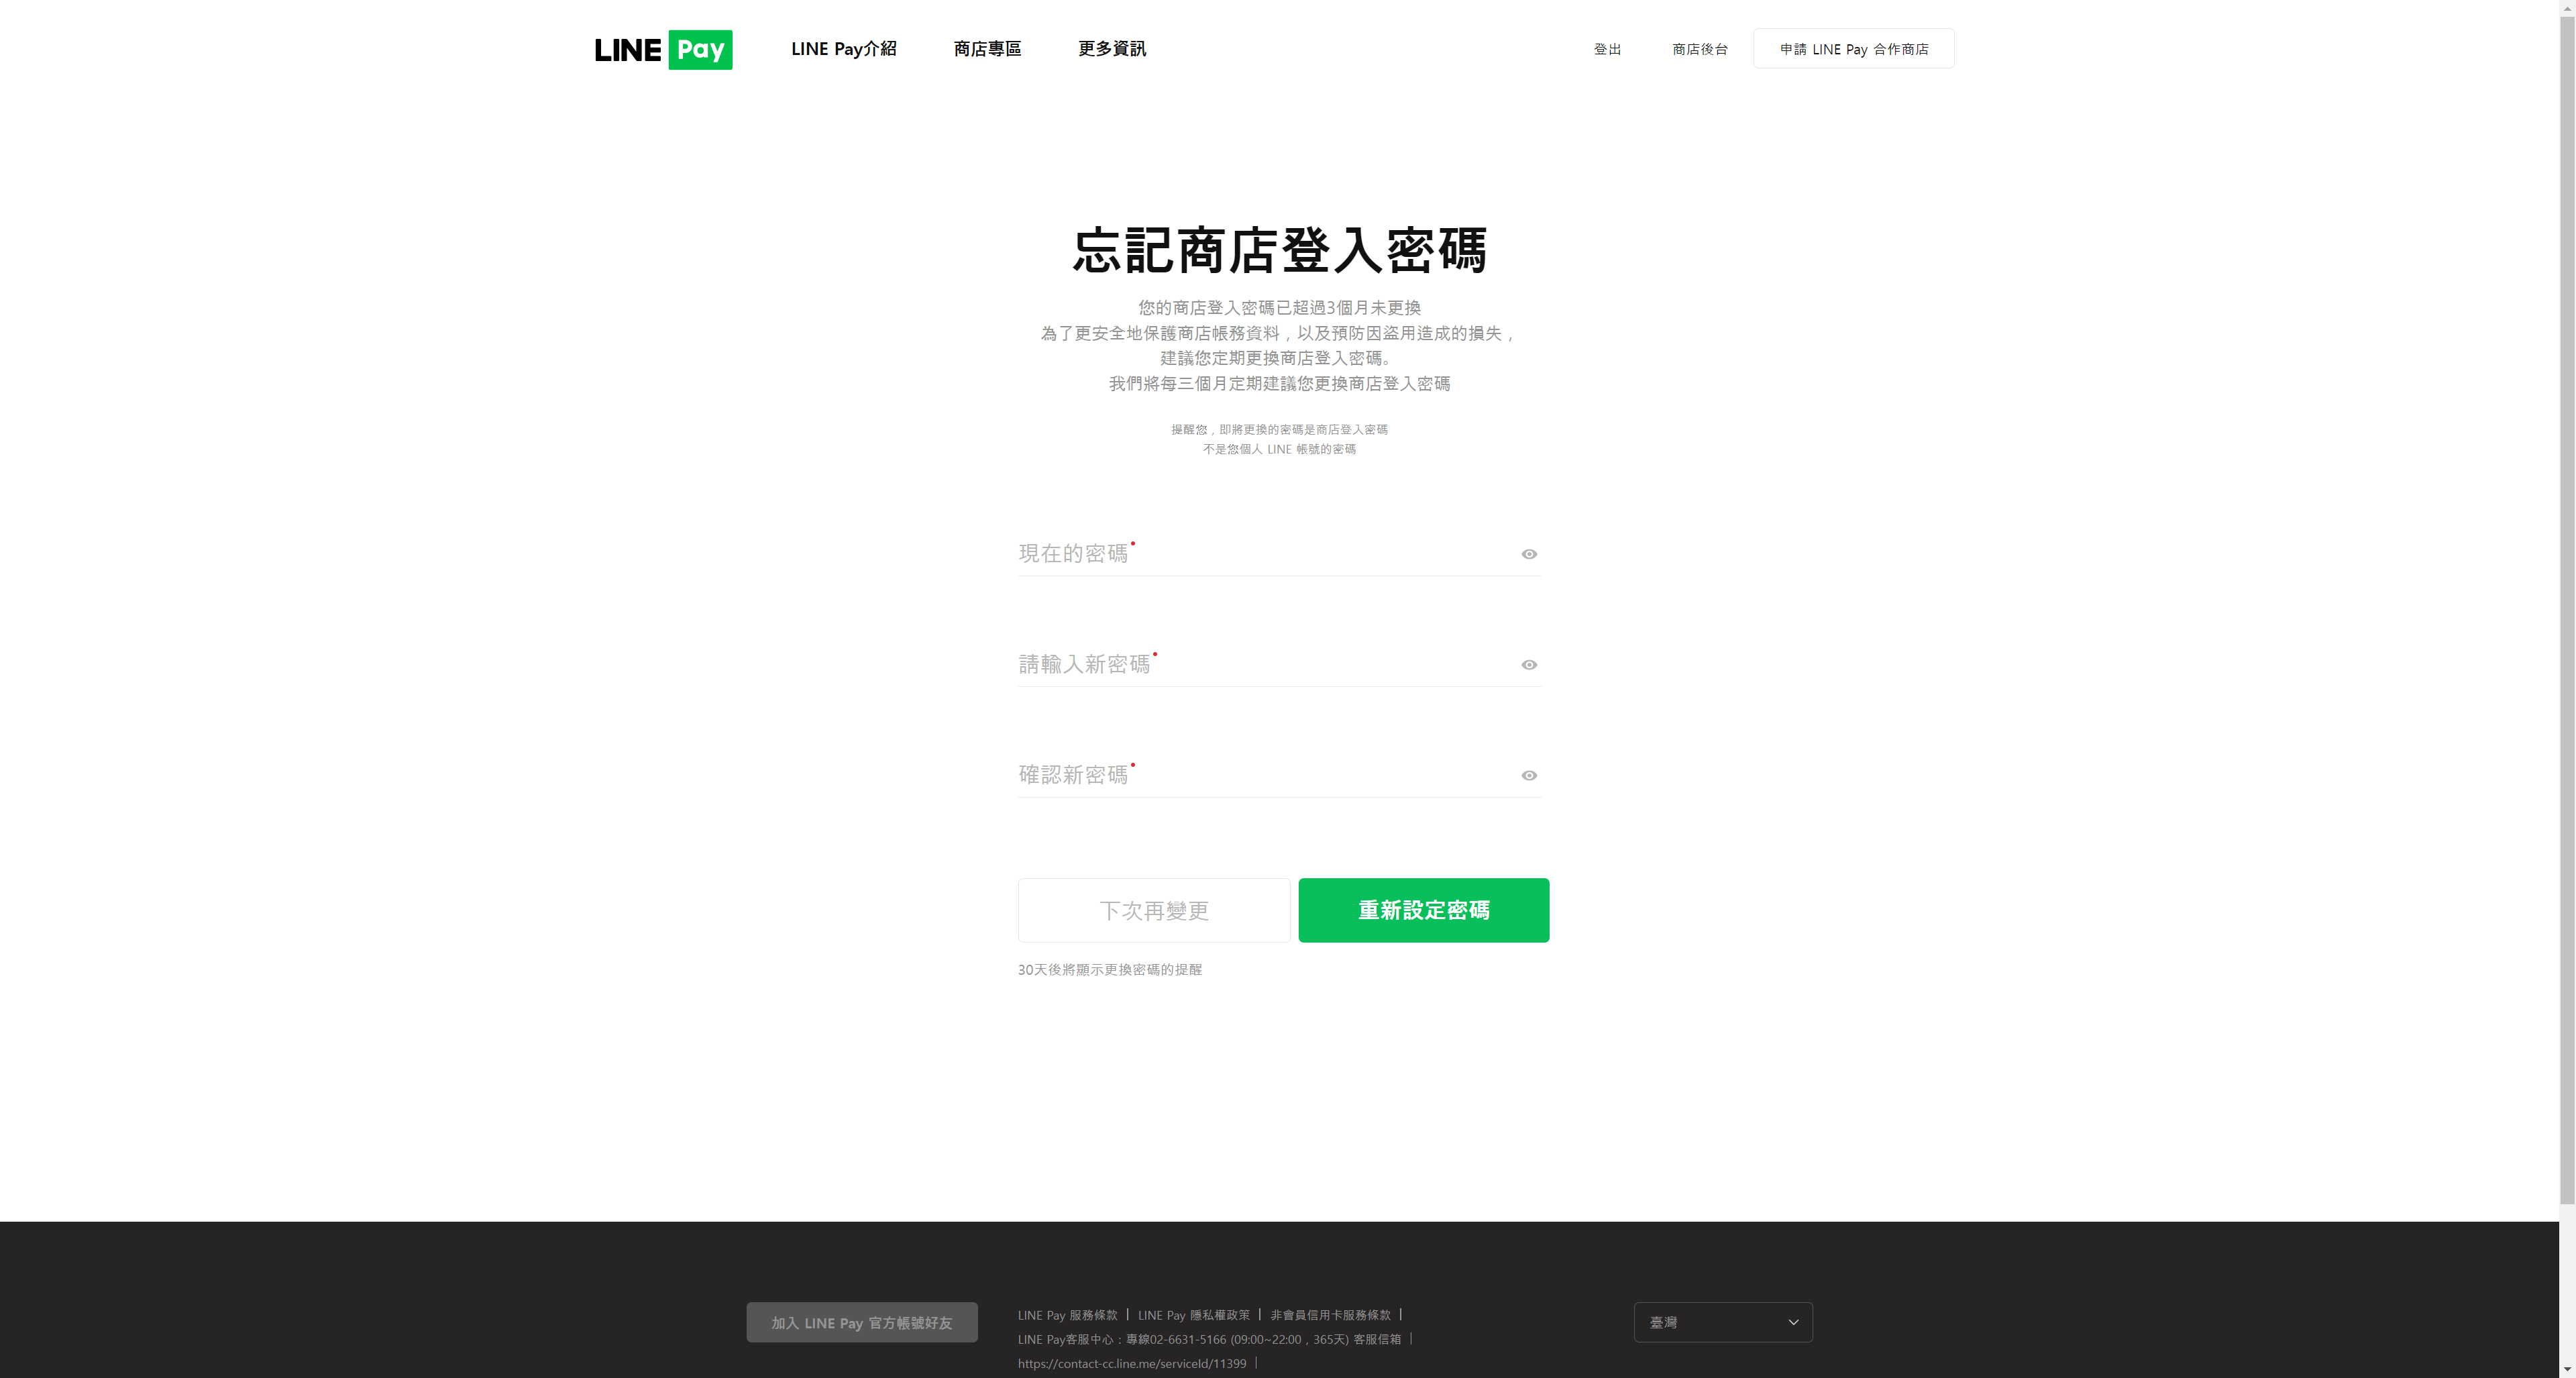 LINE Pay
LINE Pay介紹
商店專區
更多資訊
登出
商店後台
申請 LINE Pay 合作商店
忘記商店登入密碼
您的商店登入密碼已超過3個月未更換
為了更安全地保護商店帳務資料，以及預防因盜用造成的損失，
建議您定期更換商店登入密碼。
我們將每三個月定期建議您更換商店登入密碼
提醒您，即將更換的密碼是商店登入密碼
不是您個人 LINE 帳號的密碼
現在的密碼
請輸入新密碼
確認新密碼
下次再變更
重新設定密碼
30天後將顯示更換密碼的提醒
加入 LINE Pay 官方帳號好友
LINE Pay 服務條款 | LINE Pay 隱私權政策 | 非會員信用卡服務條款 |
LINE Pay客服中心：專線02-6631-5166 (09:00~22:00，365天) 客服信箱 |
https://contact-cc.line.me/serviceId/11399 |
臺灣